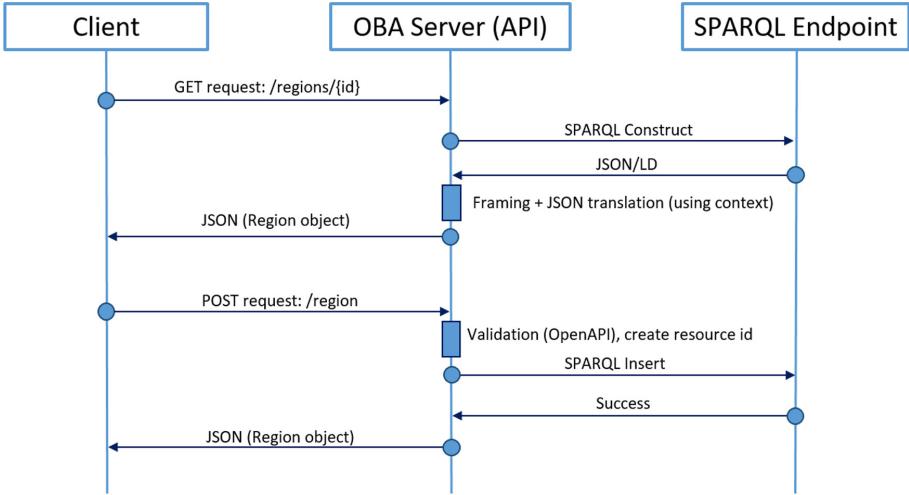 Client
OBA Server (API)
SPARQL Endpoint
GET request: /regions/{id}
SPARQL Construct
JSON/LD
Framing + JSON translation (using context)
JSON (Region object)
POST request: /region
Validation (OpenAPI), create resource id
SPARQL Insert
Success
JSON (Region object)